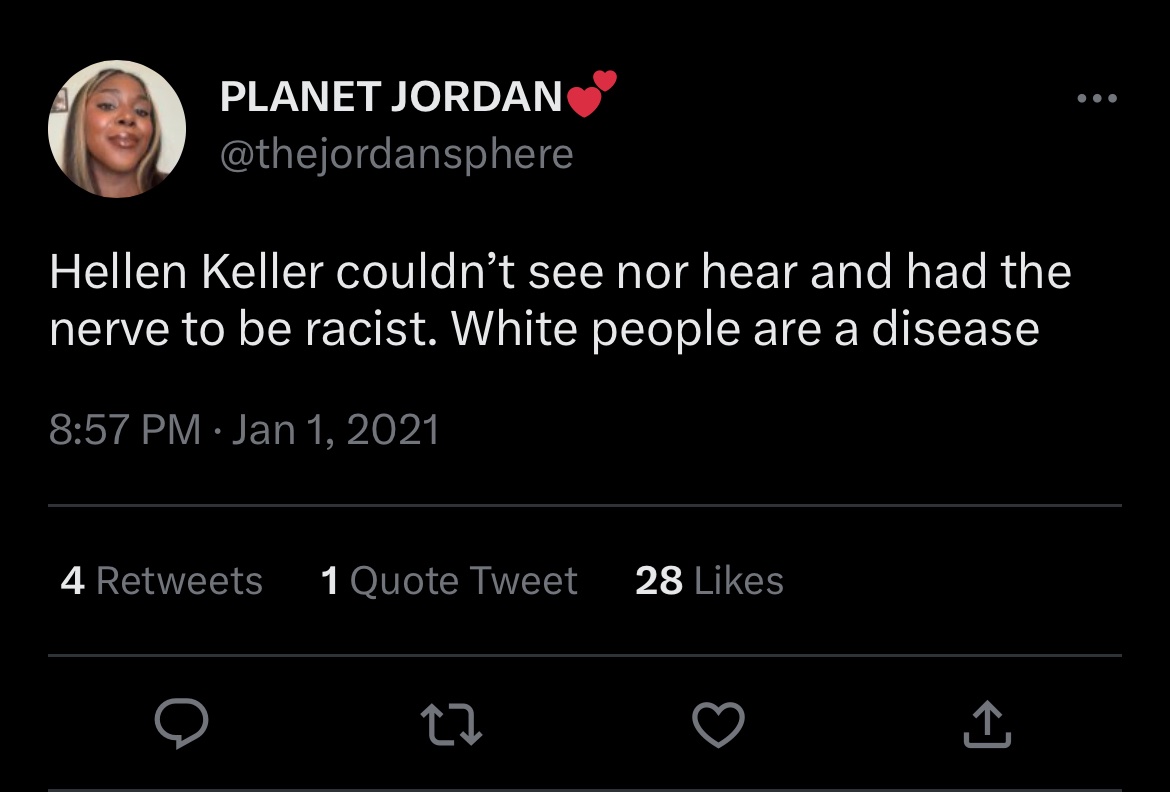 PLANET JORDAN💕
@thejordansphere
Hellen Keller couldn’t see nor hear and had the
nerve to be racist. White people are a disease
8:57 PM · Jan 1, 2021
4 Retweets 1 Quote Tweet 28 Likes